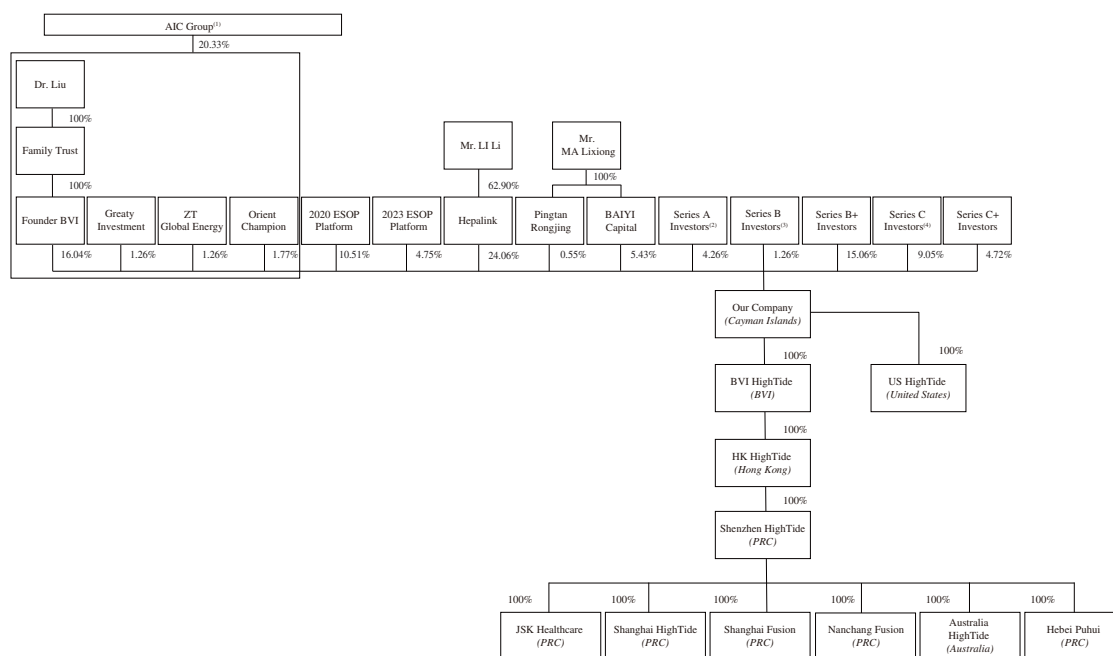 AIC Group(1)
20.33%
Dr. Liu
100%
Family Trust
Mr. LI Li
Mr.
MA Lixiong
100%
62.90%
100%
Founder BVI
Greaty
Investment
ZT
Global Energy
Orient
Champion
2020 ESOP
Platform
2023 ESOP
Platform
Hepalink
Pingtan
Rongjing
BAIYI
Capital
Series A
Investors(2)
Series B
Investors(3)
Series B+
Investors
Series C
Investors(4)
Series C+
Investors
16.04%
1.26%
1.26%
1.77%
10.51%
4.75%
24.06%
0.55%
5.43%
4.26%
1.26%
15.06%
9.05%
4.72%
Our Company
(Cayman Islands)
100%
100%
BVI HighTide
(BVI)
US HighTide
(United States)
100%
HK HighTide
(Hong Kong)
100%
Shenzhen HighTide
(PRC)
100%
100%
100%
100%
100%
100%
JSK Healthcare
(PRC)
Shanghai HighTide
(PRC)
Shanghai Fusion
(PRC)
Nanchang Fusion
(PRC)
Australia
HighTide
(Australia)
Hebei Puhui
(PRC)